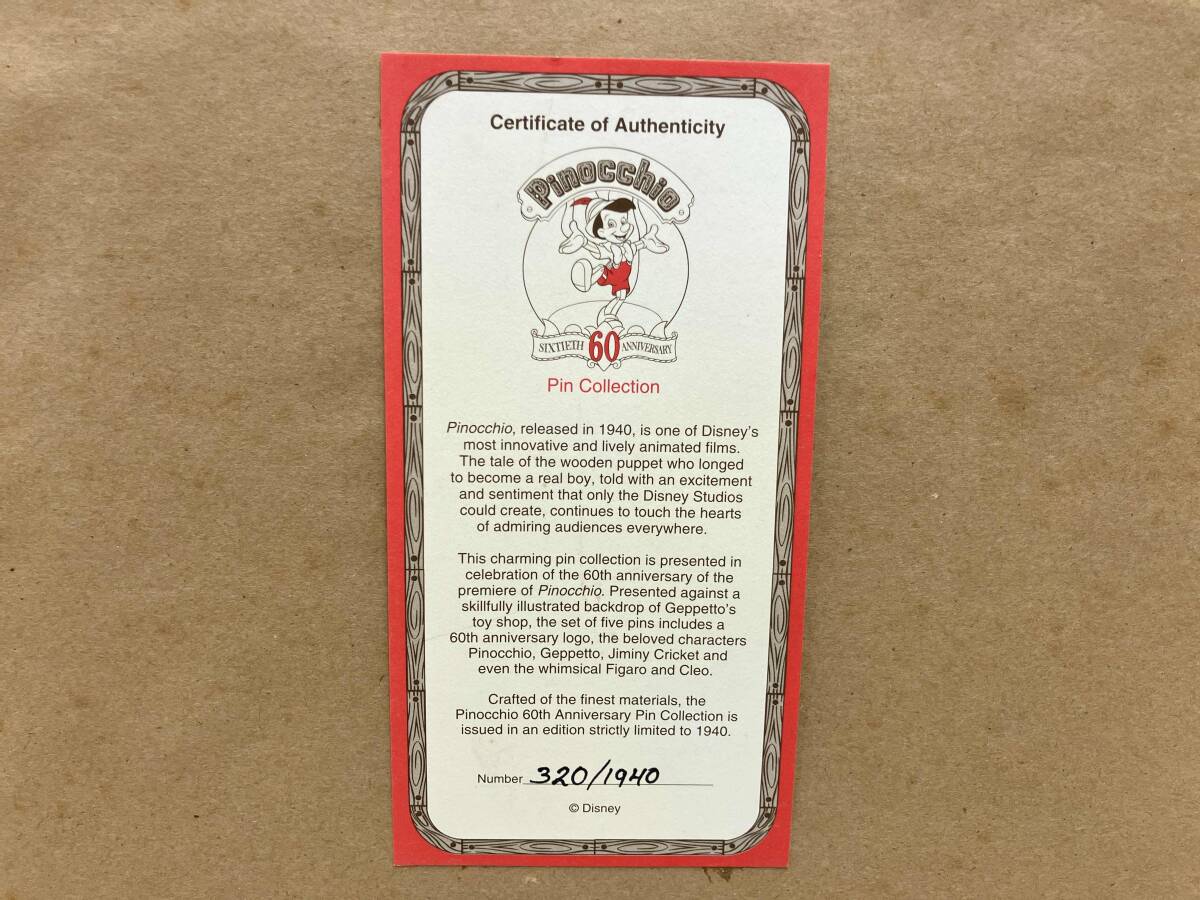 Certificate of Authenticity
Pinocchio
SIXTIETH 60 ANNIVERSARY
Pin Collection
Pinocchio, released in 1940, is one of Disney's
most innovative and lively animated films.
The tale of the wooden puppet who longed
to become a real boy, told with an excitement
and sentiment that only the Disney Studios
could create, continues to touch the hearts
of admiring audiences everywhere.
This charming pin collection is presented in
celebration of the 60th anniversary of the
premiere of Pinocchio. Presented against a
skillfully illustrated backdrop of Geppetto's
toy shop, the set of five pins includes a
60th anniversary logo, the beloved characters
Pinocchio, Geppetto, Jiminy Cricket and
even the whimsical Figaro and Cleo.
Crafted of the finest materials, the
Pinocchio 60th Anniversary Pin Collection is
issued in an edition strictly limited to 1940.
Number 320/1940
© Disney